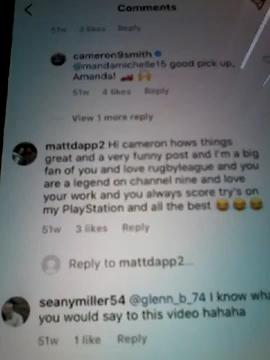 Comments
51w 2 likes Reply
cameron9smith
@mandamichelle15 good pick up,
Amanda! 🏉 🙌
51w 4 likes Reply
View 1 more reply
mattdapp2 Hi cameron hows things
great and a very funny post and I'm a big
fan of you and love rugbyleague and you
are a legend on channel nine and love
your work and you always score try's on
my PlayStation and all the best 😂 😂 😂
51w 3 likes Reply
Reply to mattdapp2...
seanymiller54 @glenn_b_74 I know wha
you would say to this video hahaha
51w 1 like Reply